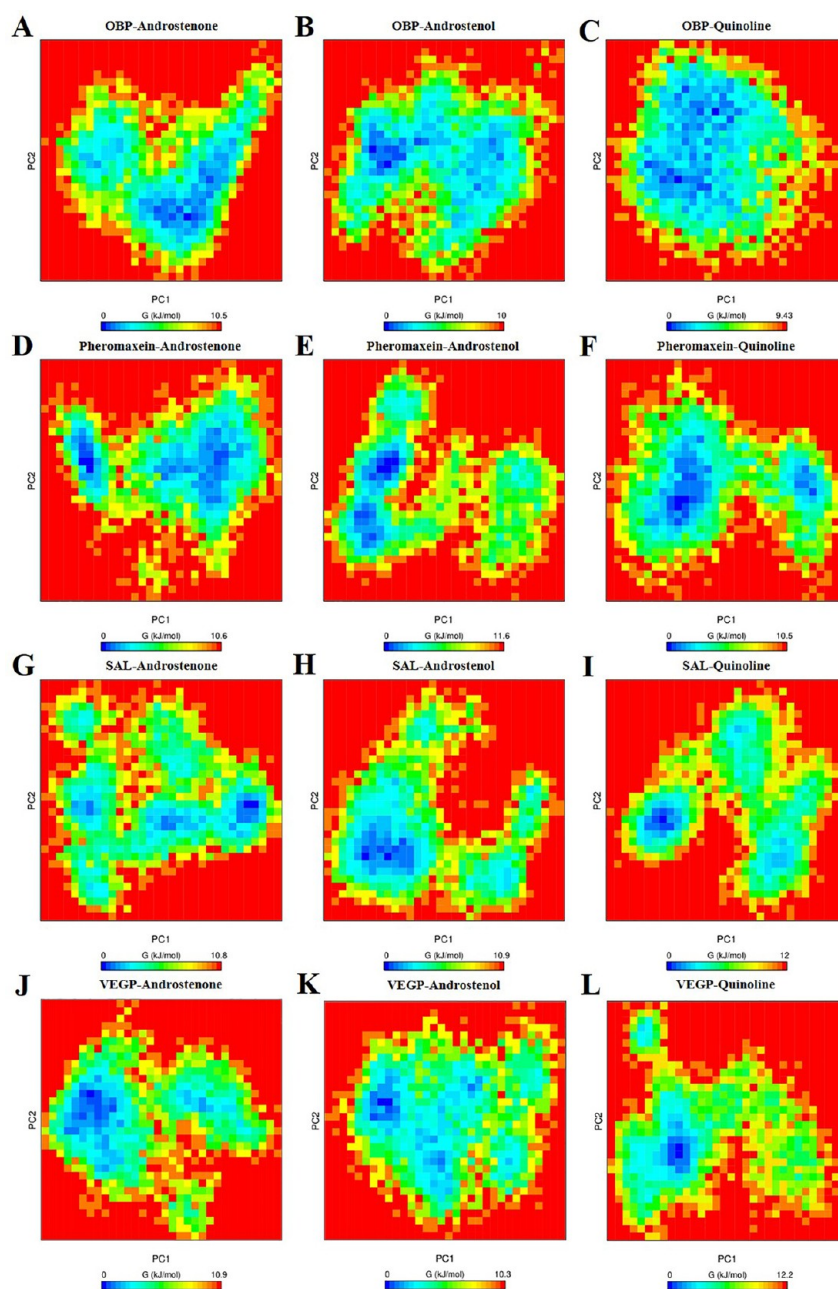 A OBP-Androstenone B OBP-Androstenol C OBP-Quinoline
PC2 PC2 PC2
PC1 PC1 PC1
0 G (kJ/mol) 10.5 0 G (kJ/mol) 10 0 G (kJ/mol) 9.43
D Pheromaxein-Androstenone E Pheromaxein-Androstenol F Pheromaxein-Quinoline
PC2 PC2 PC2
PC1 PC1 PC1
0 G (kJ/mol) 10.6 0 G (kJ/mol) 11.6 0 G (kJ/mol) 10.5
G SAL-Androstenone H SAL-Androstenol I SAL-Quinoline
PC2 PC2 PC2
PC1 PC1 PC1
0 G (kJ/mol) 10.8 0 G (kJ/mol) 10.9 0 G (kJ/mol) 12
J VEGP-Androstenone K VEGP-Androstenol L VEGP-Quinoline
PC2 PC2 PC2
PC1 PC1 PC1
0 G (kJ/mol) 10.9 0 G (kJ/mol) 10.3 0 G (kJ/mol) 12.2